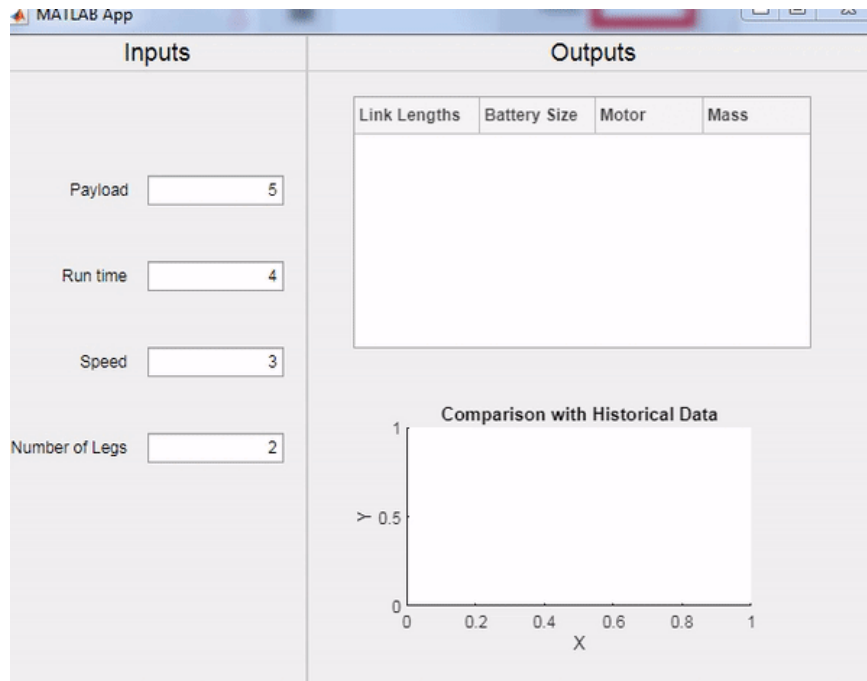 MATLAB App
Inputs
Outputs
Payload 5
Run time 4
Speed 3
Number of Legs 2
Link Lengths Battery Size Motor Mass
Comparison with Historical Data
1
0.5
0
Y
0 0.2 0.4 0.6 0.8 1
X